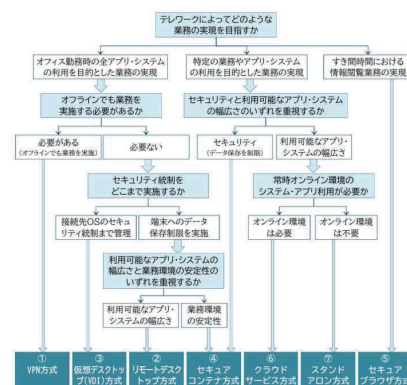 テレワークによってどのような
業務の実現を目指すか
オフィス勤務時の全アプリ・システム
の利用を目的とした業務の実現
特定の業務やアプリ・システム
の利用を目的とした業務の実現
すき間時間における
情報閲覧業務の実現
オフラインでも業務を
実施する必要があるか
セキュリティと利用可能なアプリ・システム
の幅広さのいずれを重視するか
必要がある
(オフラインでも業務を実施)
必要ない
セキュリティ
(データ保存を制限)
利用可能なアプリ・
システムの幅広さ
セキュリティ統制を
どこまで実施するか
常時オンライン環境の
システム・アプリ利用が必要か
接続先OSのセキュ
リティ統制まで管理
端末へのデータ
保存制限を実施
オンライン環境
は必要
オンライン環境
は不要
利用可能なアプリ・システムの
幅広さと業務環境の安定性の
いずれを重視するか
利用可能なアプリ・
システムの幅広さ
業務環境
の安定性
①
VPN方式
③
仮想デスクトッ
プ(VDI)方式
②
リモートデスク
トップ方式
④
セキュア
コンテナ方式
⑥
クラウド
サービス方式
⑦
スタンド
アロン方式
⑤
セキュア
ブラウザ方式